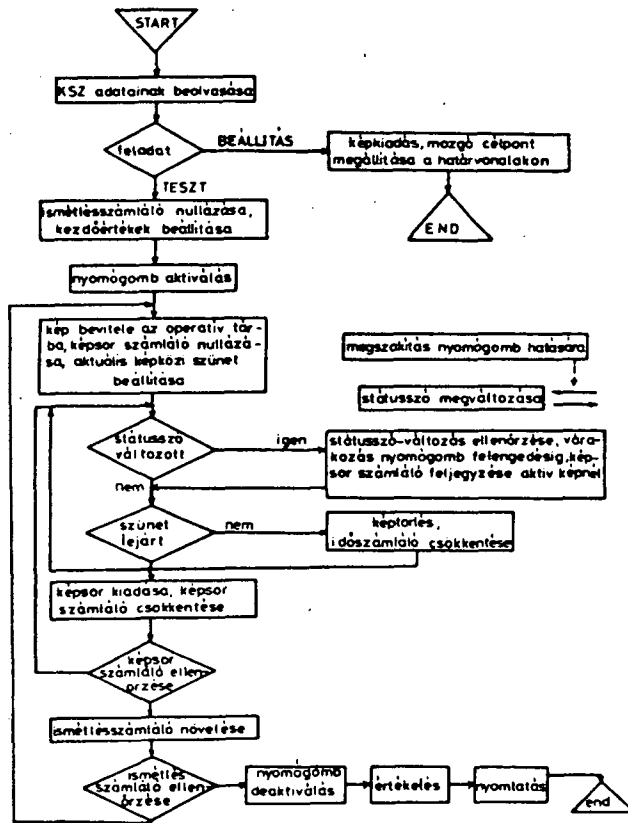 START
KSZ adatainak beolvasása
feladat
BEÁLLITÁS
képkiadás, mozgó célpont
megállitása a határvonalakon
TESZT
END
ismétlésszámláló nullázása,
kezdőértékek beállítása
nyomógomb aktiválás
kép bevitele az operatív tár-
ba, képsor számláló nullázá-
sa, aktuális képközi szünet
beállítása
megszakitás nyomógomb hatására
státusszó megváltozása
státusszó
változott
igen
státusszó-változás ellenőrzése, vára-
kozás nyomógomb felengedésig, kép-
sor számláló feljegyzése aktiv képnél
nem
szünet
lejárt
nem
képtörlés,
időszámláló csökkentése
képsor kiadása, képsor
számláló csökkentése
képsor
számláló ellen-
őrzése
ismétlésszámláló növelése
ismétlés
számláló ellen-
őrzése
nyomógomb
deaktiválás
értékelés
nyomtatás
end